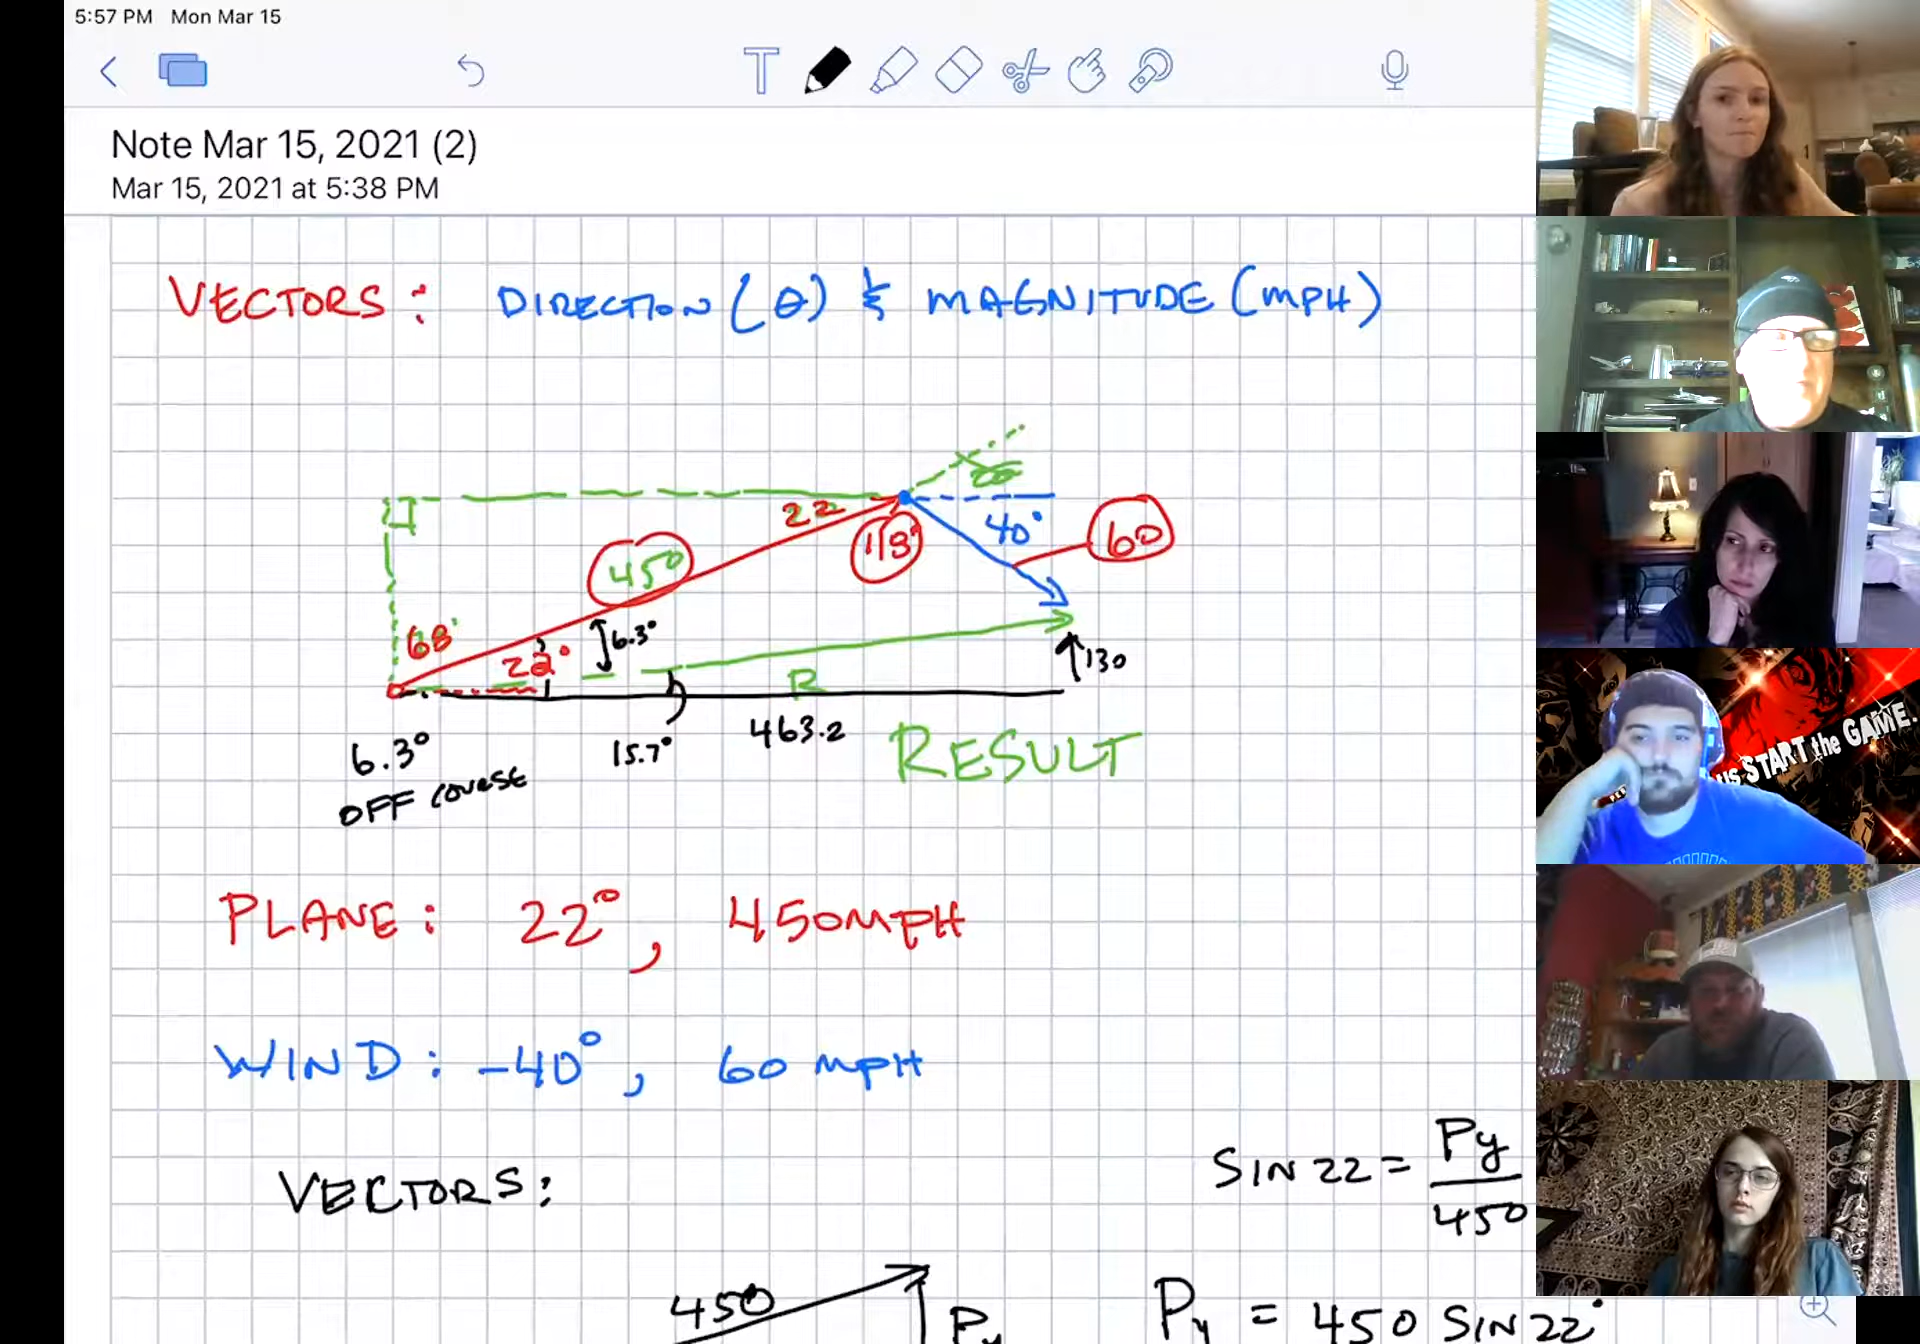 5:57 PM Mon Mar 15
Note Mar 15, 2021 (2)
Mar 15, 2021 at 5:38 PM
VECTORS: DIRECTION (θ) & MAGNITUDE (MPH)
22
40°
60
118°
450
68°
22°
6.3°
130
R
463.2
15.7°
RESULT
6.3°
OFF COURSE
PLANE: 22°, 450MPH
WIND: -40°, 60 MPH
SIN 22 = Py
450
VECTORS:
450
Py
Py = 450 SIN 22°
us START the GAME.